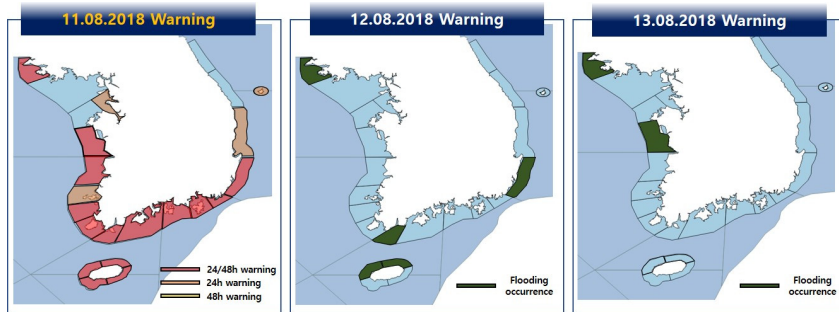 11.08.2018 Warning
12.08.2018 Warning
13.08.2018 Warning
24/48h warning
24h warning
48h warning
Flooding
occurrence
Flooding
occurrence